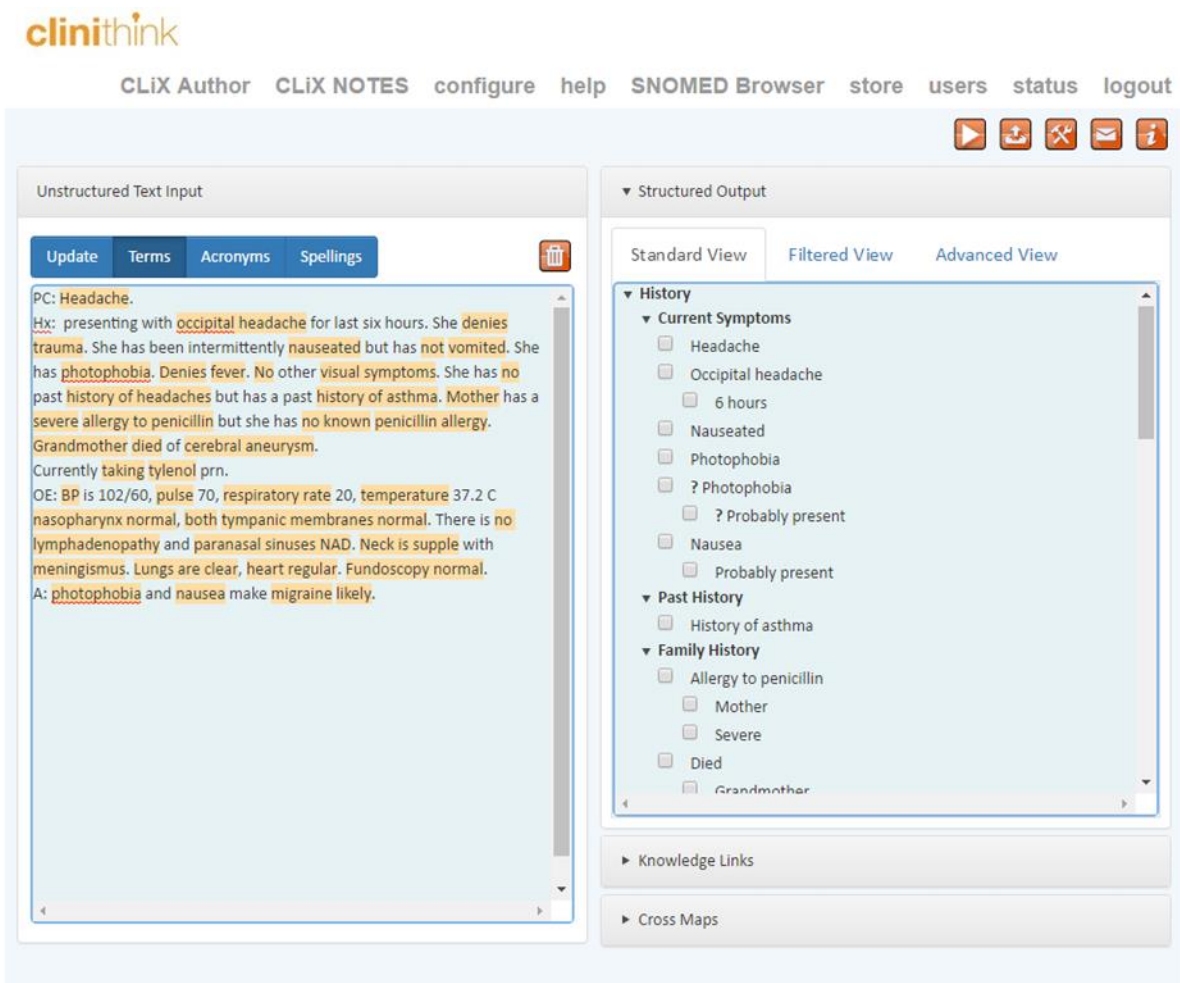 clinithink
CLiX Author CLiX NOTES configure help SNOMED Browser store users status logout
Unstructured Text Input
Update Terms Acronyms Spellings
PC: Headache.
Hx: presenting with occipital headache for last six hours. She denies
trauma. She has been intermittently nauseated but has not vomited. She
has photophobia. Denies fever. No other visual symptoms. She has no
past history of headaches but has a past history of asthma. Mother has a
severe allergy to penicillin but she has no known penicillin allergy.
Grandmother died of cerebral aneurysm.
Currently taking tylenol prn.
OE: BP is 102/60, pulse 70, respiratory rate 20, temperature 37.2 C
nasopharynx normal, both tympanic membranes normal. There is no
lymphadenopathy and paranasal sinuses NAD. Neck is supple with
meningismus. Lungs are clear, heart regular. Fundoscopy normal.
A: photophobia and nausea make migraine likely.
Structured Output
Standard View Filtered View Advanced View
History
Current Symptoms
Headache
Occipital headache
6 hours
Nauseated
Photophobia
? Photophobia
? Probably present
Nausea
Probably present
Past History
History of asthma
Family History
Allergy to penicillin
Mother
Severe
Died
Grandmother
Knowledge Links
Cross Maps